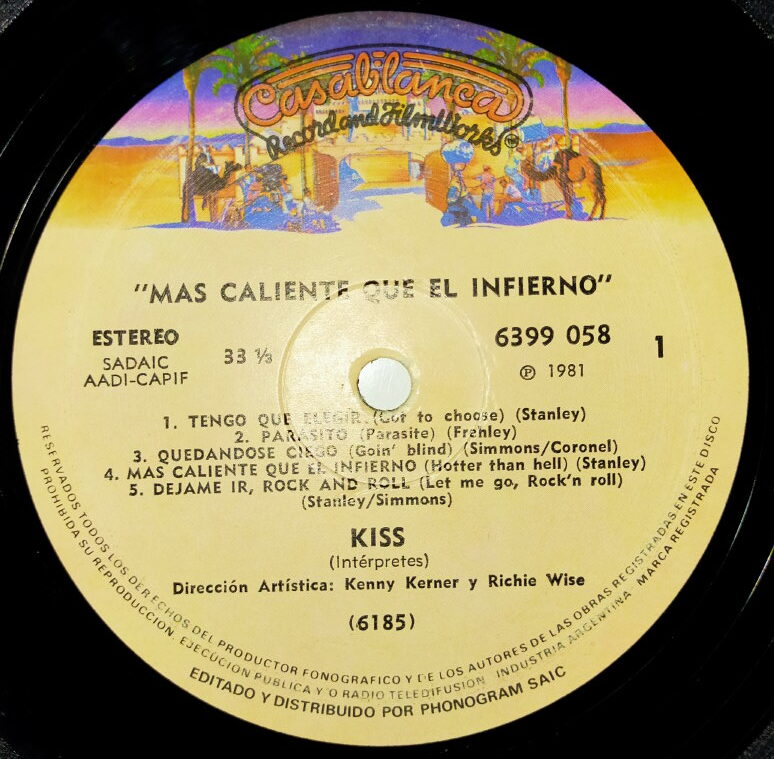 Casablanca
Record and FilmWorks
"MAS CALIENTE QUE EL INFIERNO"
ESTEREO
SADAIC
AADI-CAPIF
33 ⅓
6399 058
℗ 1981
1
1. TENGO QUE ELEGIR (Got to choose) (Stanley)
2. PARASITO (Parasite) (Frehley)
3. QUEDANDOSE CIEGO (Goin' blind) (Simmons/Coronel)
4. MAS CALIENTE QUE EL INFIERNO (Hotter than hell) (Stanley)
5. DEJAME IR, ROCK AND ROLL (Let me go, Rock'n roll)
(Stanley/Simmons)
KISS
(Intérpretes)
Dirección Artística: Kenny Kerner y Richie Wise
(6185)
RESERVADOS TODOS LOS DERECHOS DEL PRODUCTOR FONOGRAFICO Y DE LOS AUTORES DE LAS OBRAS REGISTRADAS EN ESTE DISCO
PROHIBIDA SU REPRODUCCION, EJECUCION PUBLICA Y/O RADIO TELEDIFUSION INDUSTRIA ARGENTINA - MARCA REGISTRADA
EDITADO Y DISTRIBUIDO POR PHONOGRAM SAIC